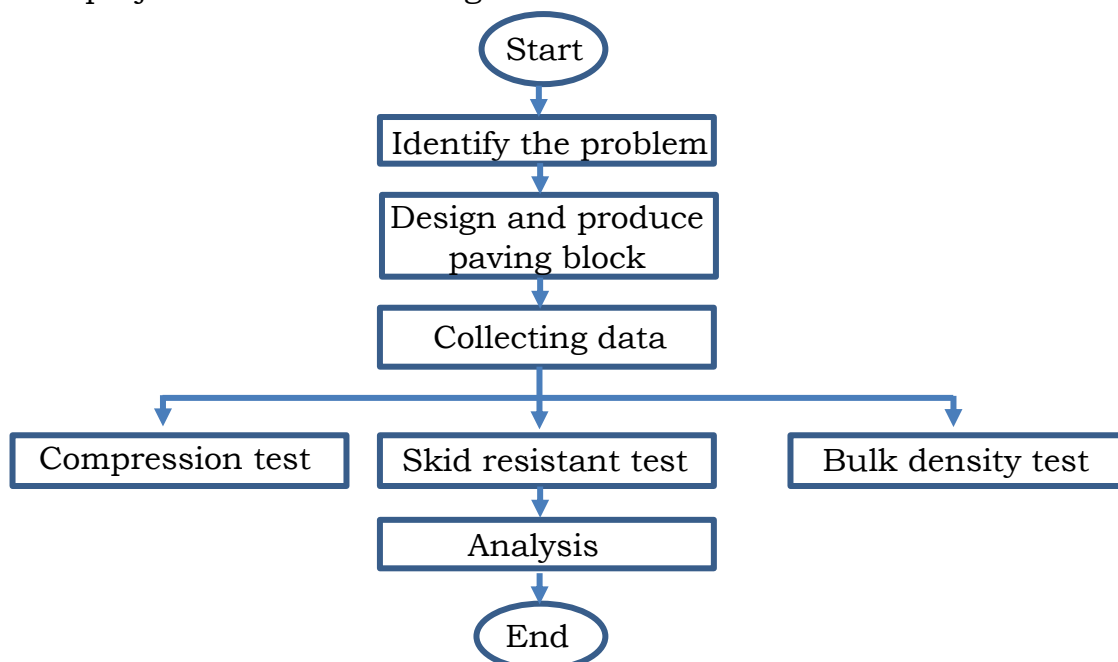 Start
Identify the problem
Design and produce
paving block
Collecting data
Compression test
Skid resistant test
Bulk density test
Analysis
End